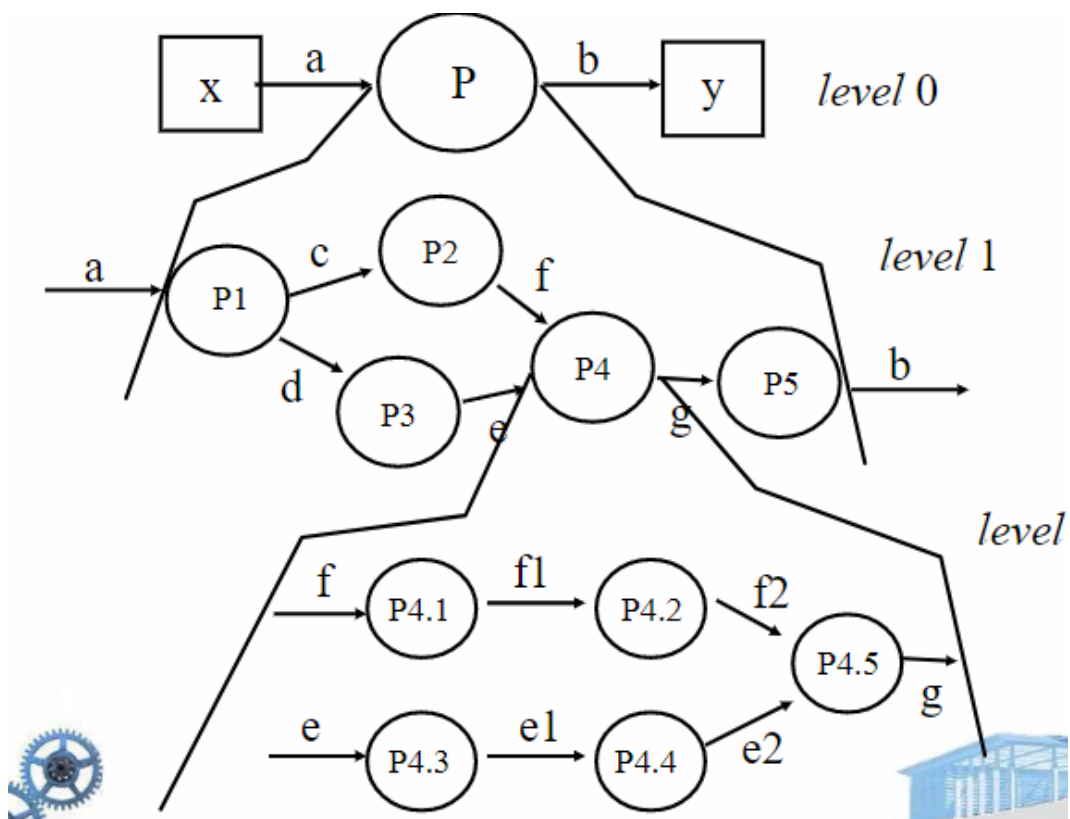 x a P b y level 0
a P1 c P2 f level 1
d P3 e P4 g P5 b
level
f P4.1 f1 P4.2 f2
P4.5 g
e P4.3 e1 P4.4 e2